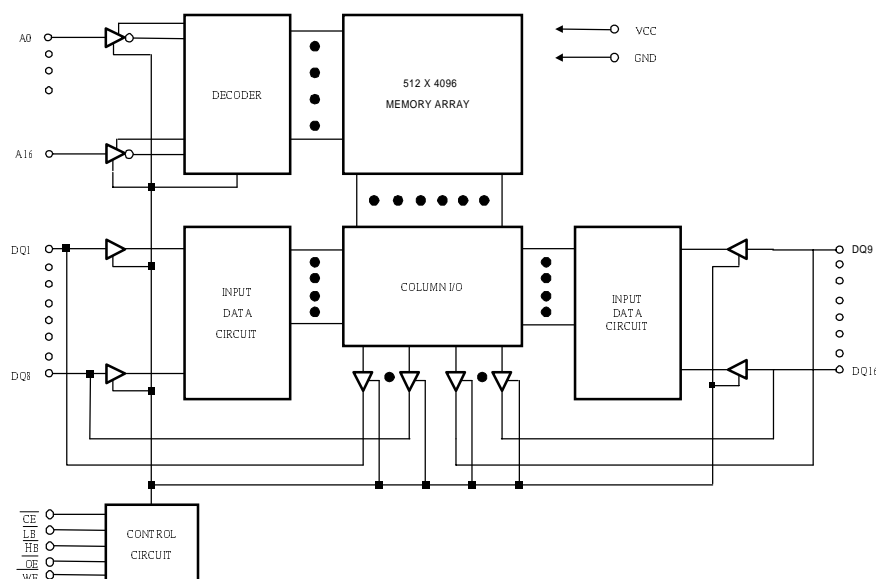 A0
DECODER
512 X 4096
MEMORY ARRAY
VCC
GND
A16
DQ1
INPUT
DATA
CIRCUIT
COLUMN I/O
INPUT
DATA
CIRCUIT
DQ9
DQ8
DQ16
CE
LB
HB
OE
WE
CONTROL
CIRCUIT